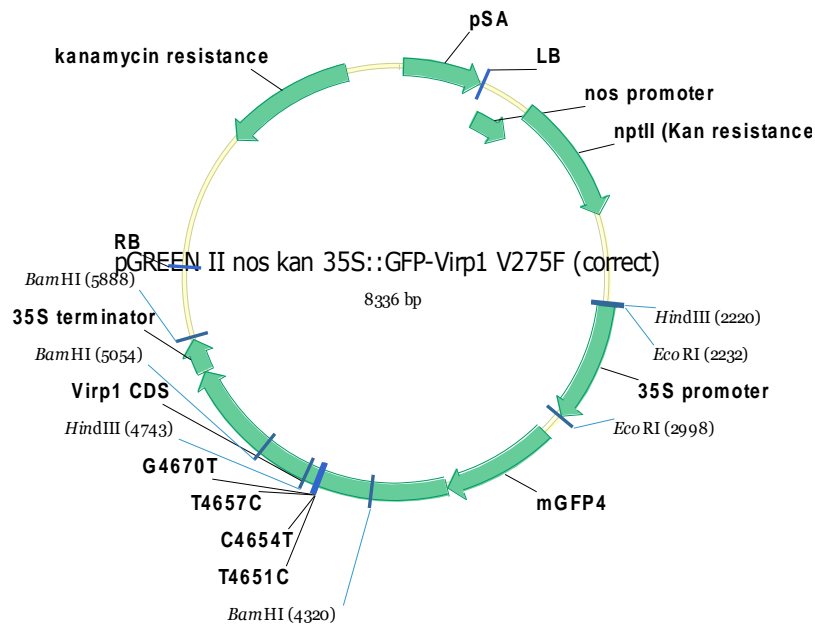 pSA
kanamycin resistance
LB
nos promoter
nptII (Kan resistance
RB
pGREEN II nos kan 35S::GFP-Virp1 V275F (correct)
BamHI (5888)
8336 bp
35S terminator
HindIII (2220)
BamHI (5054)
EcoRI (2232)
Virp1 CDS
35S promoter
HindIII (4743)
EcoRI (2998)
G4670T
T4657C
mGFP4
C4654T
T4651C
BamHI (4320)